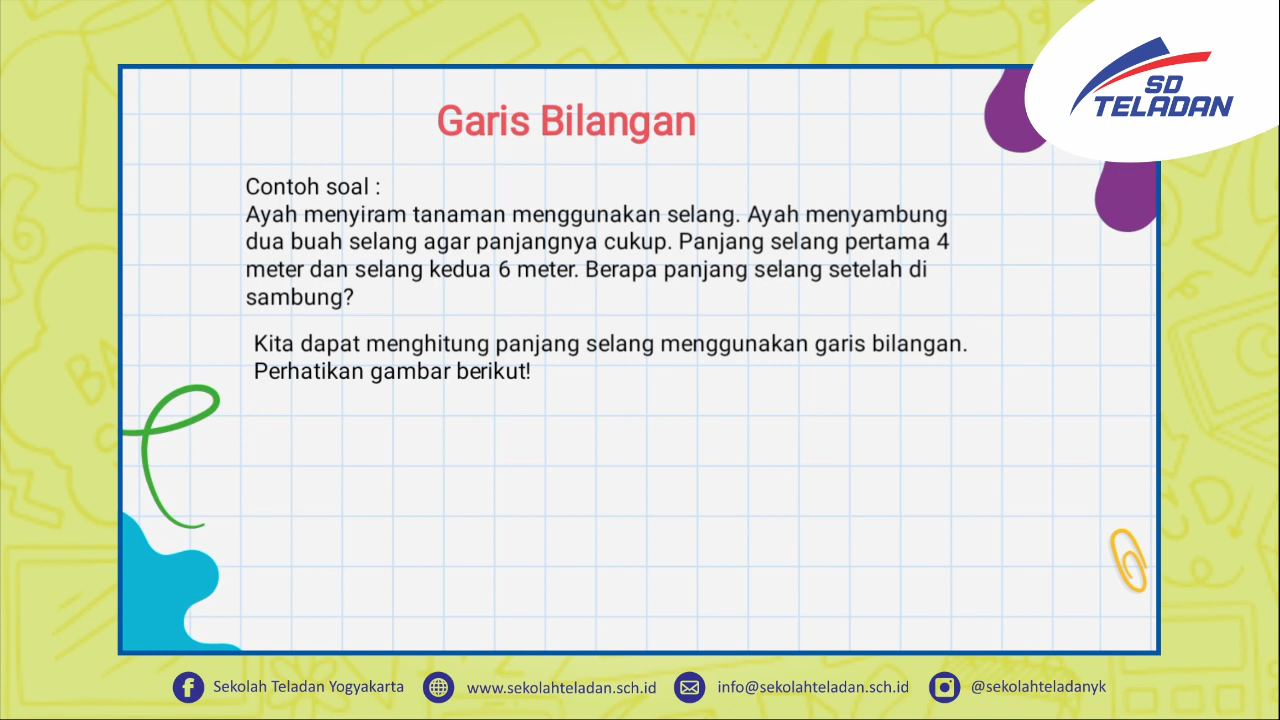 SD
TELADAN
Garis Bilangan
Contoh soal :
Ayah menyiram tanaman menggunakan selang. Ayah menyambung
dua buah selang agar panjangnya cukup. Panjang selang pertama 4
meter dan selang kedua 6 meter. Berapa panjang selang setelah di
sambung?
Kita dapat menghitung panjang selang menggunakan garis bilangan.
Perhatikan gambar berikut!
Sekolah Teladan Yogyakarta
www.sekolahteladan.sch.id
info@sekolahteladan.sch.id
@sekolahteladanyk